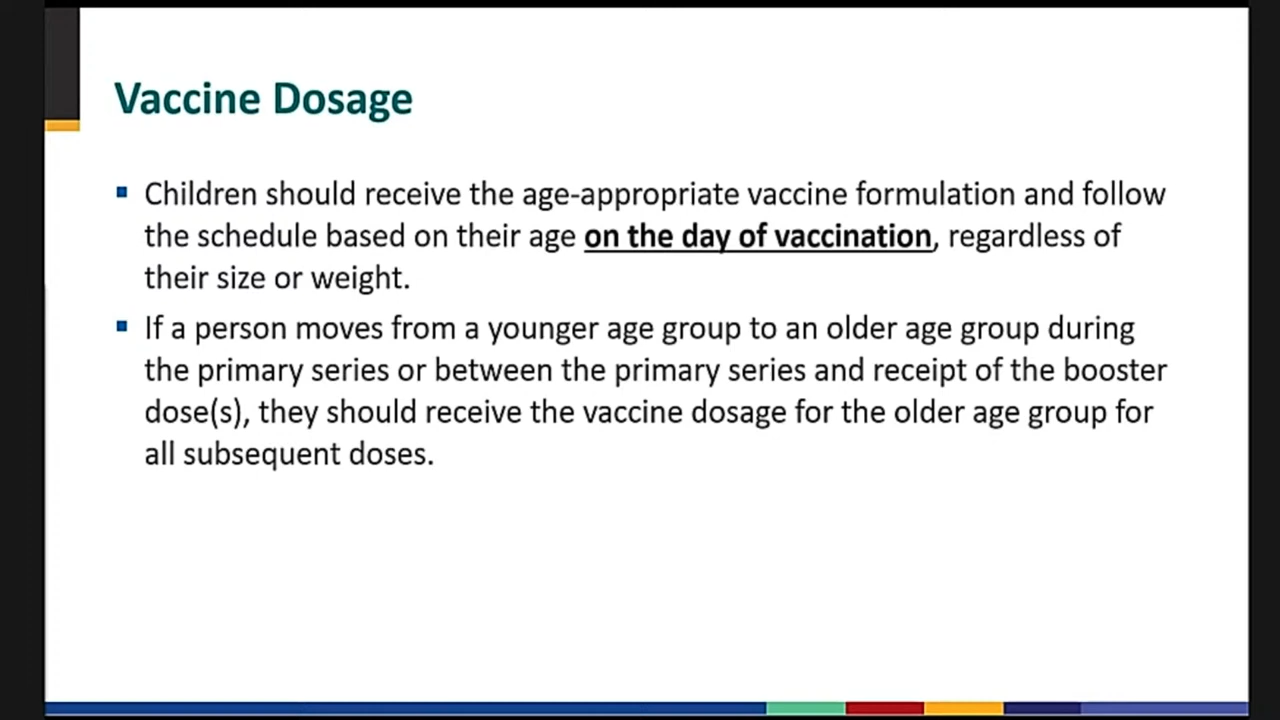 Vaccine Dosage
Children should receive the age-appropriate vaccine formulation and follow
the schedule based on their age on the day of vaccination, regardless of
their size or weight.
If a person moves from a younger age group to an older age group during
the primary series or between the primary series and receipt of the booster
dose(s), they should receive the vaccine dosage for the older age group for
all subsequent doses.